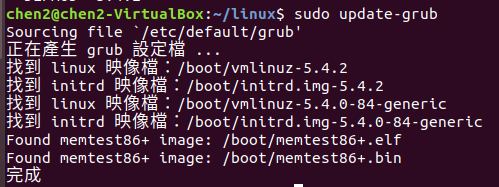 chen2@chen2-VirtualBox:~/linux$ sudo update-grub
Sourcing file `/etc/default/grub'
正在產生 grub 設定檔 ...
找到 linux 映像檔：/boot/vmlinuz-5.4.2
找到 initrd 映像檔：/boot/initrd.img-5.4.2
找到 linux 映像檔：/boot/vmlinuz-5.4.0-84-generic
找到 initrd 映像檔：/boot/initrd.img-5.4.0-84-generic
Found memtest86+ image: /boot/memtest86+.elf
Found memtest86+ image: /boot/memtest86+.bin
完成